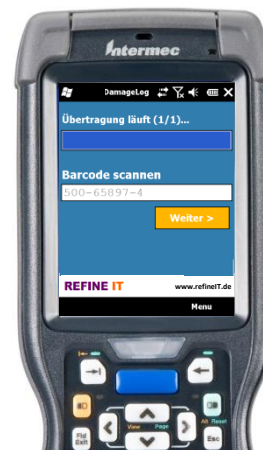 Intermec
DamageLog
Übertragung läuft (1/1)...
Barcode scannen
500-65897-4
Weiter >
REFINE IT
www.refineIT.de
Menu
View Page
Alt Reset
Fld
Exit
Esc